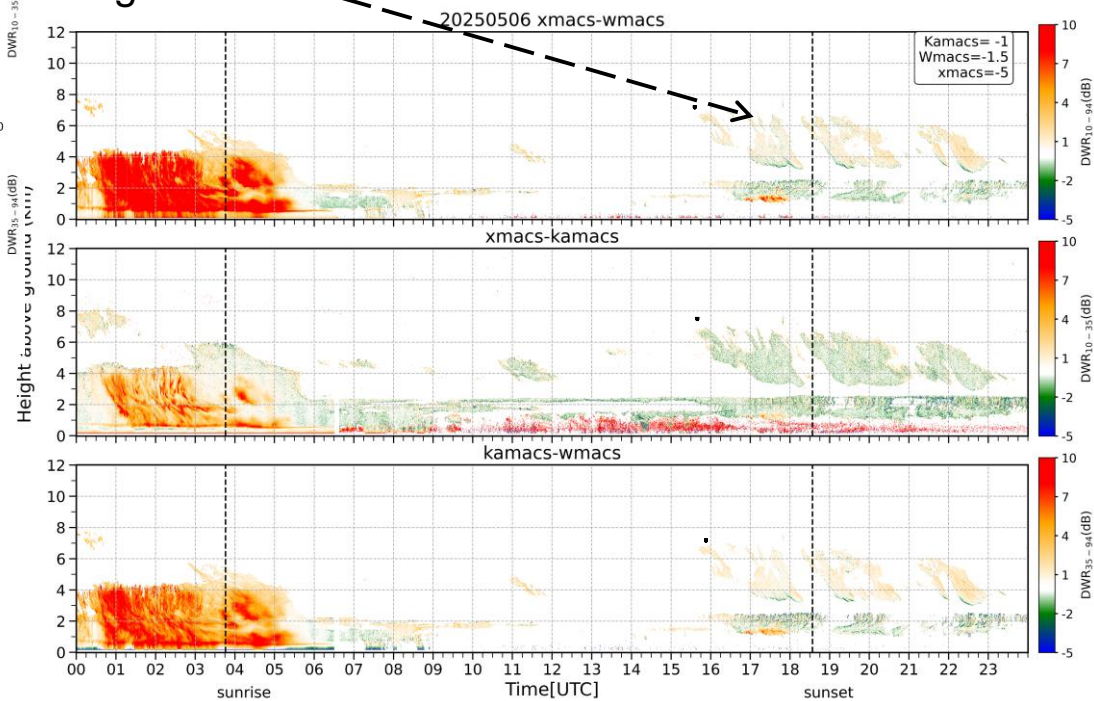 g
20250506 xmacs-wmacs
DWR10−35
12
10
8
6
4
2
0
Kamacs= -1
Wmacs=-1.5
xmacs=-5
10
7
4
1
-2
-5
DWR10−94(dB)
xmacs-kamacs
DWR35−94(dB)
Height above ground (km)
12
10
8
6
4
2
0
10
7
4
1
-2
-5
DWR10−35(dB)
kamacs-wmacs
12
10
8
6
4
2
0
10
7
4
1
-2
-5
DWR35−94(dB)
00 01 02 03 04 05 06 07 08 09 10 11 12 13 14 15 16 17 18 19 20 21 22 23
sunrise Time[UTC] sunset